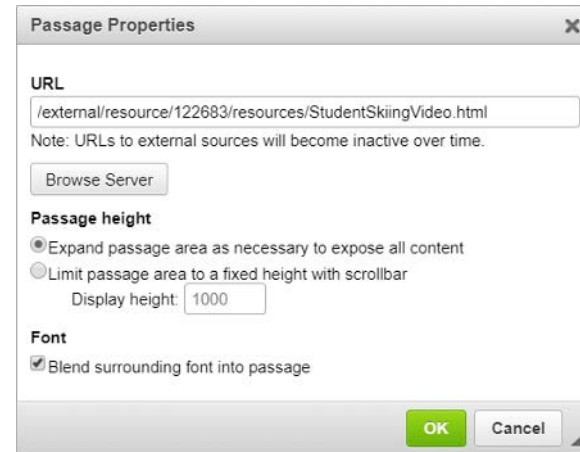 Passage Properties
URL
/external/resource/122683/resources/StudentSkiingVideo.html
Note: URLs to external sources will become inactive over time.
Browse Server
Passage height
Expand passage area as necessary to expose all content
Limit passage area to a fixed height with scrollbar
Display height: 1000
Font
Blend surrounding font into passage
OK Cancel